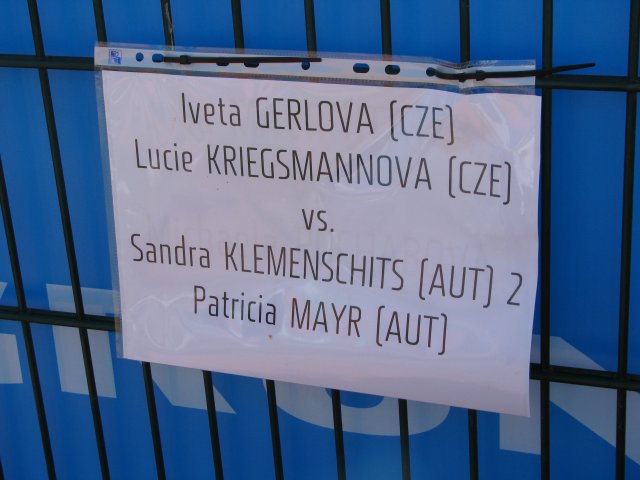 Iveta GERLOVA (CZE)
Lucie KRIEGSMANNOVA (CZE)
vs.
Sandra KLEMENSCHITS (AUT) 2
Patricia MAYR (AUT)